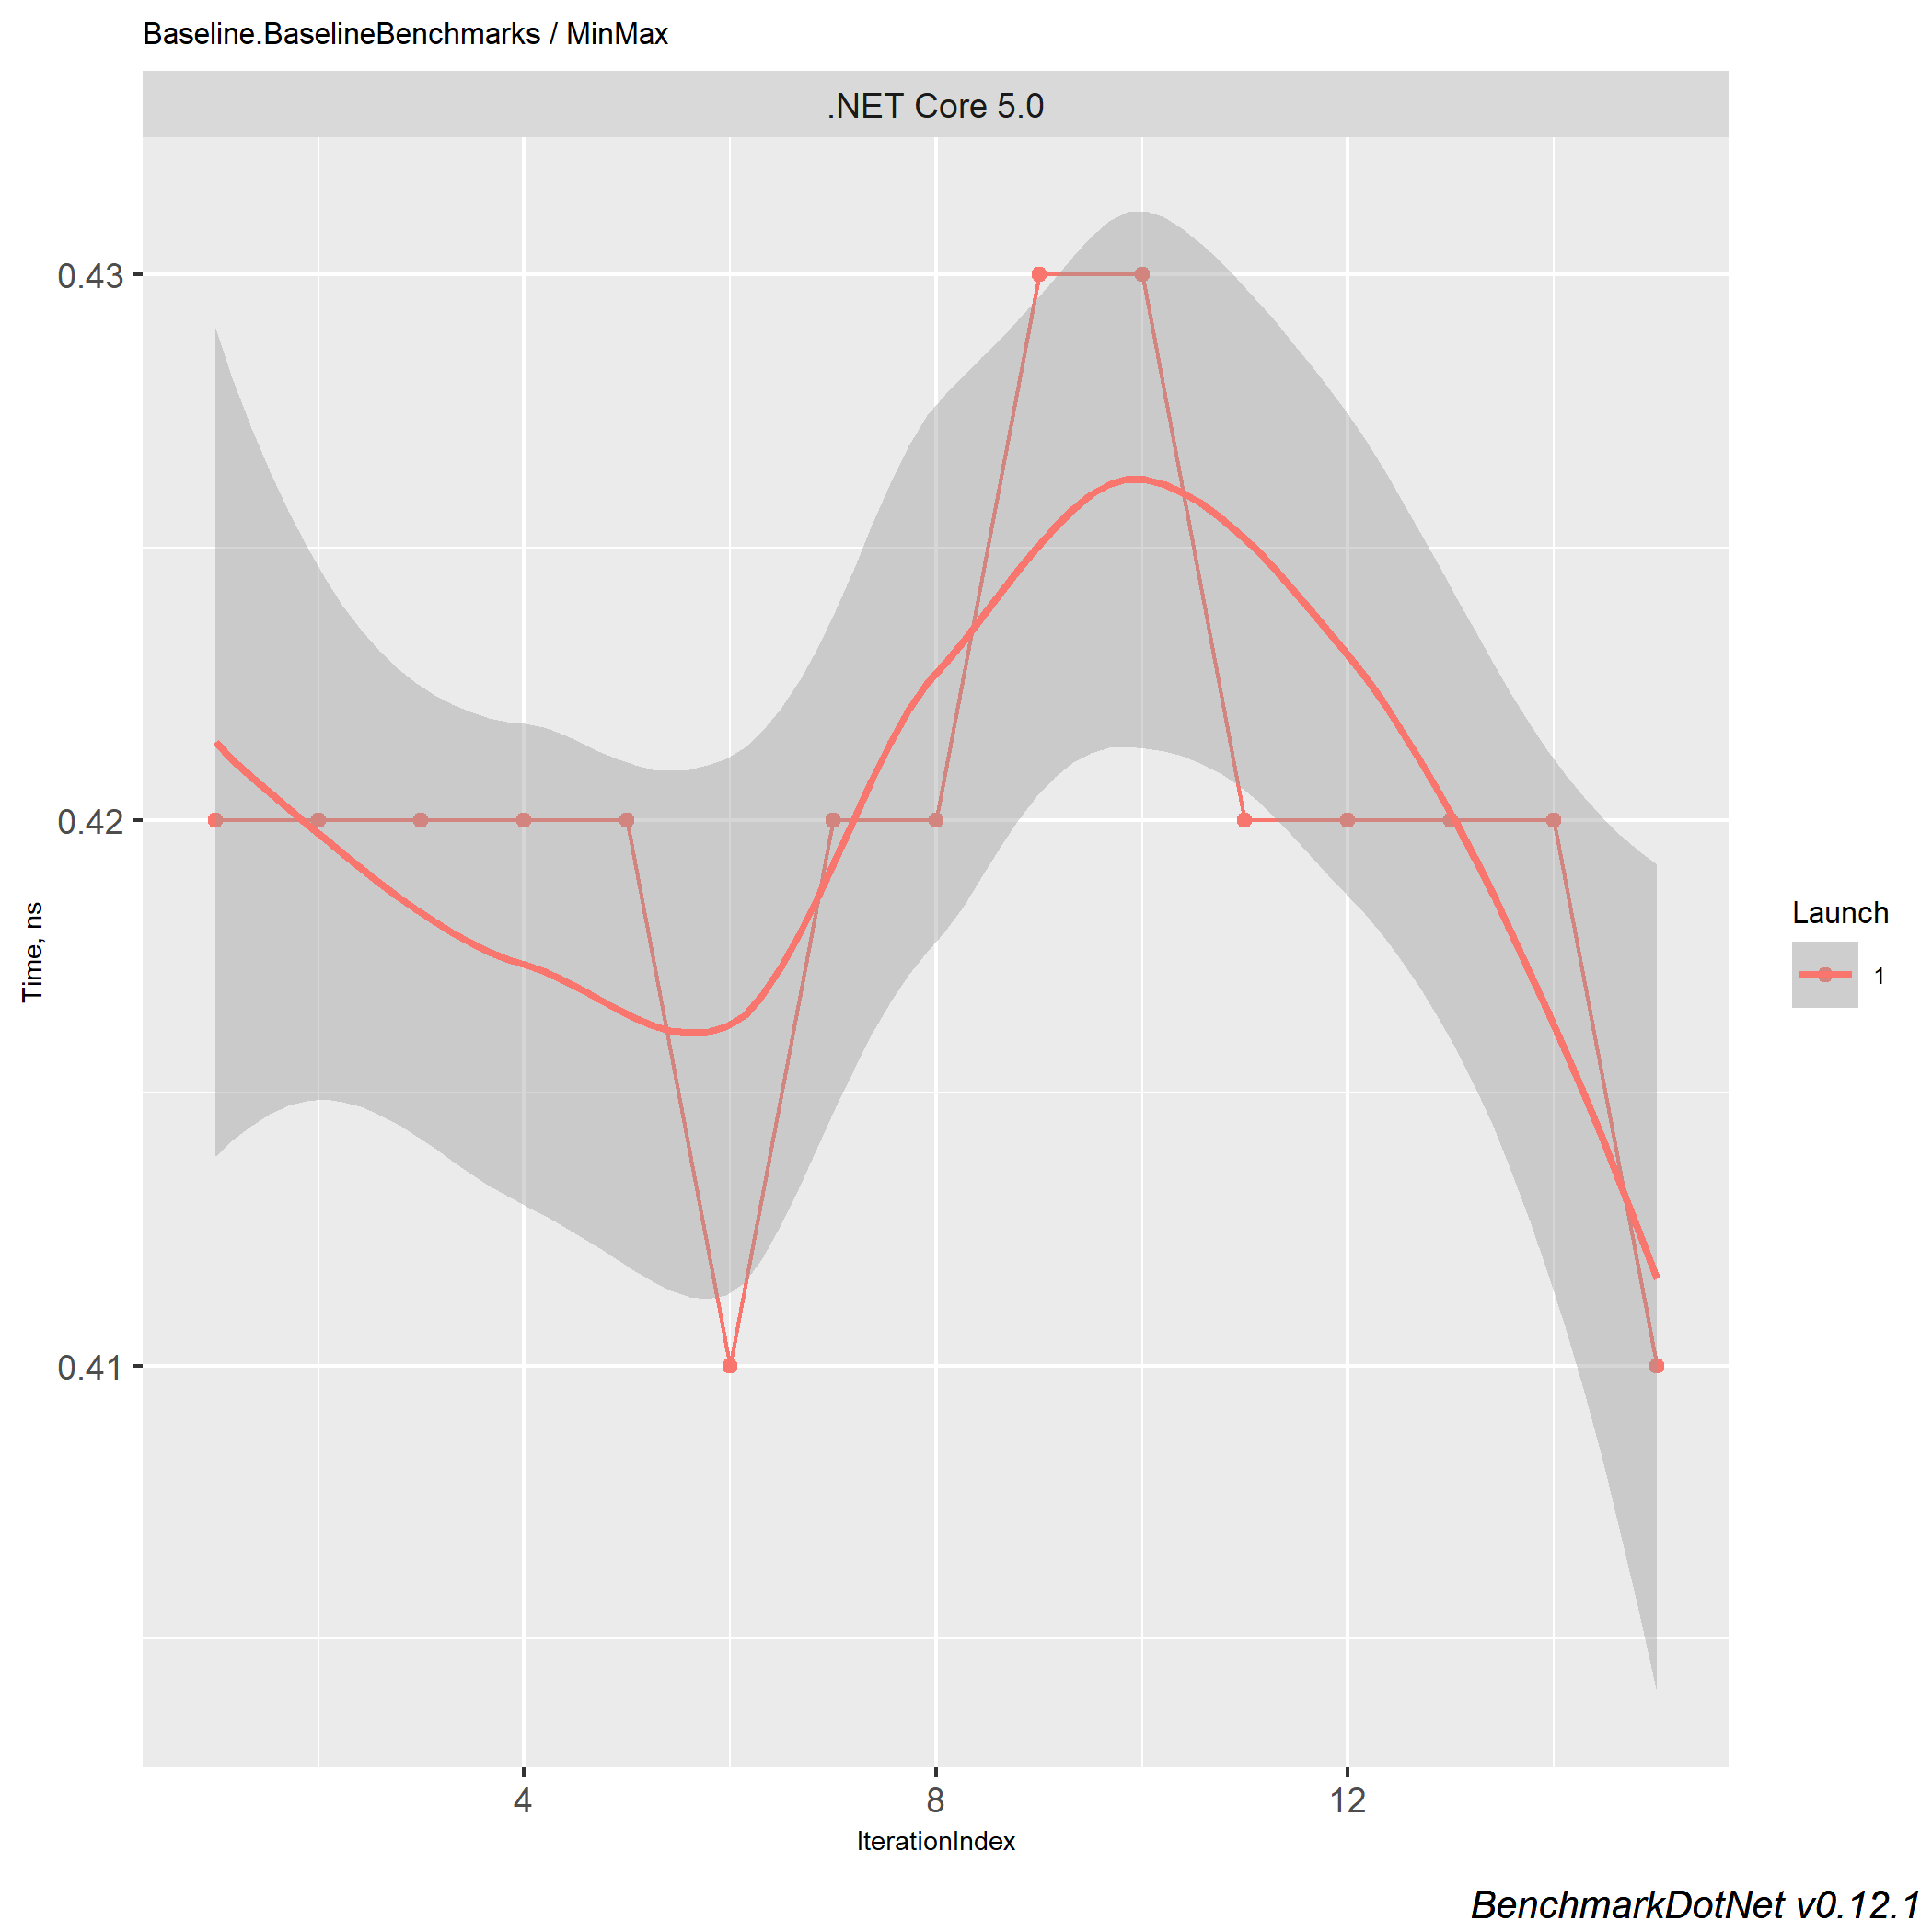 Baseline.BaselineBenchmarks / MinMax
.NET Core 5.0
0.43
0.42
0.41
Time, ns
4 8 12
IterationIndex
Launch
1
BenchmarkDotNet v0.12.1